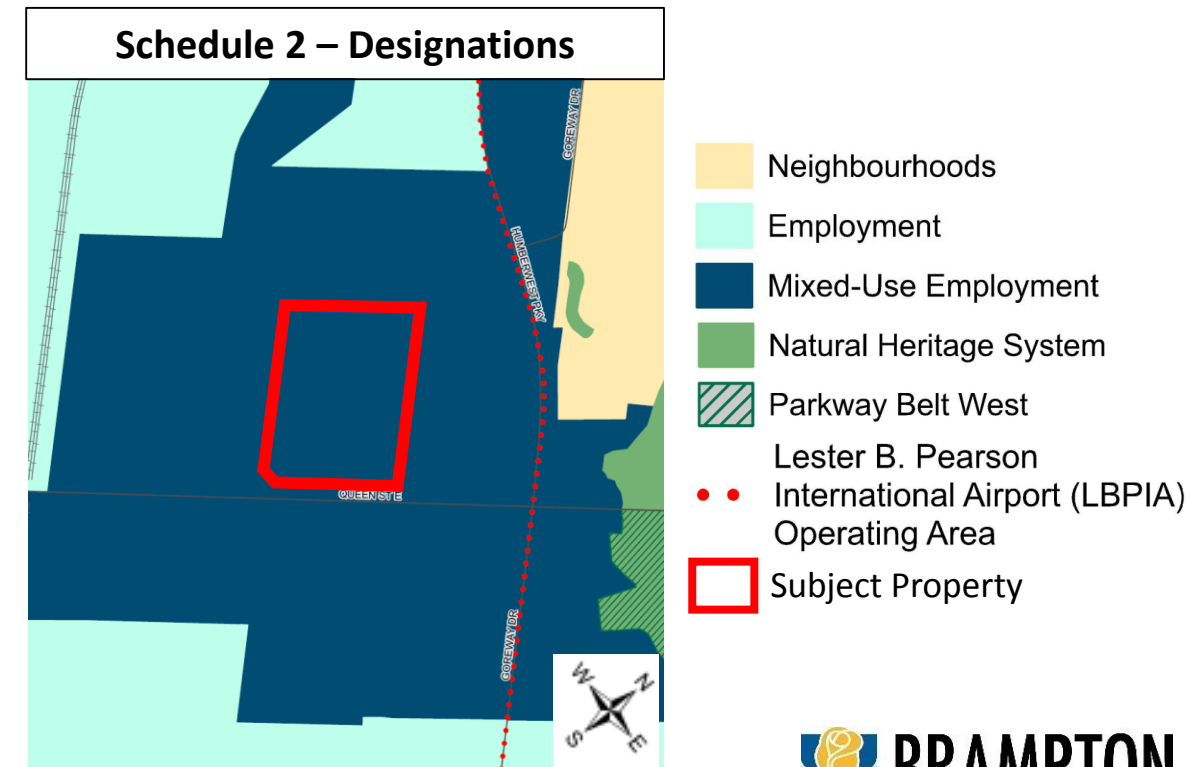 Schedule 2 – Designations
GOREWAY DR
HUMBERWEST PKY
QUEEN ST E
GOREWAY DR
W
N
S
E
Neighbourhoods
Employment
Mixed-Use Employment
Natural Heritage System
Parkway Belt West
Lester B. Pearson
International Airport (LBPIA)
Operating Area
Subject Property
BRAMPTON